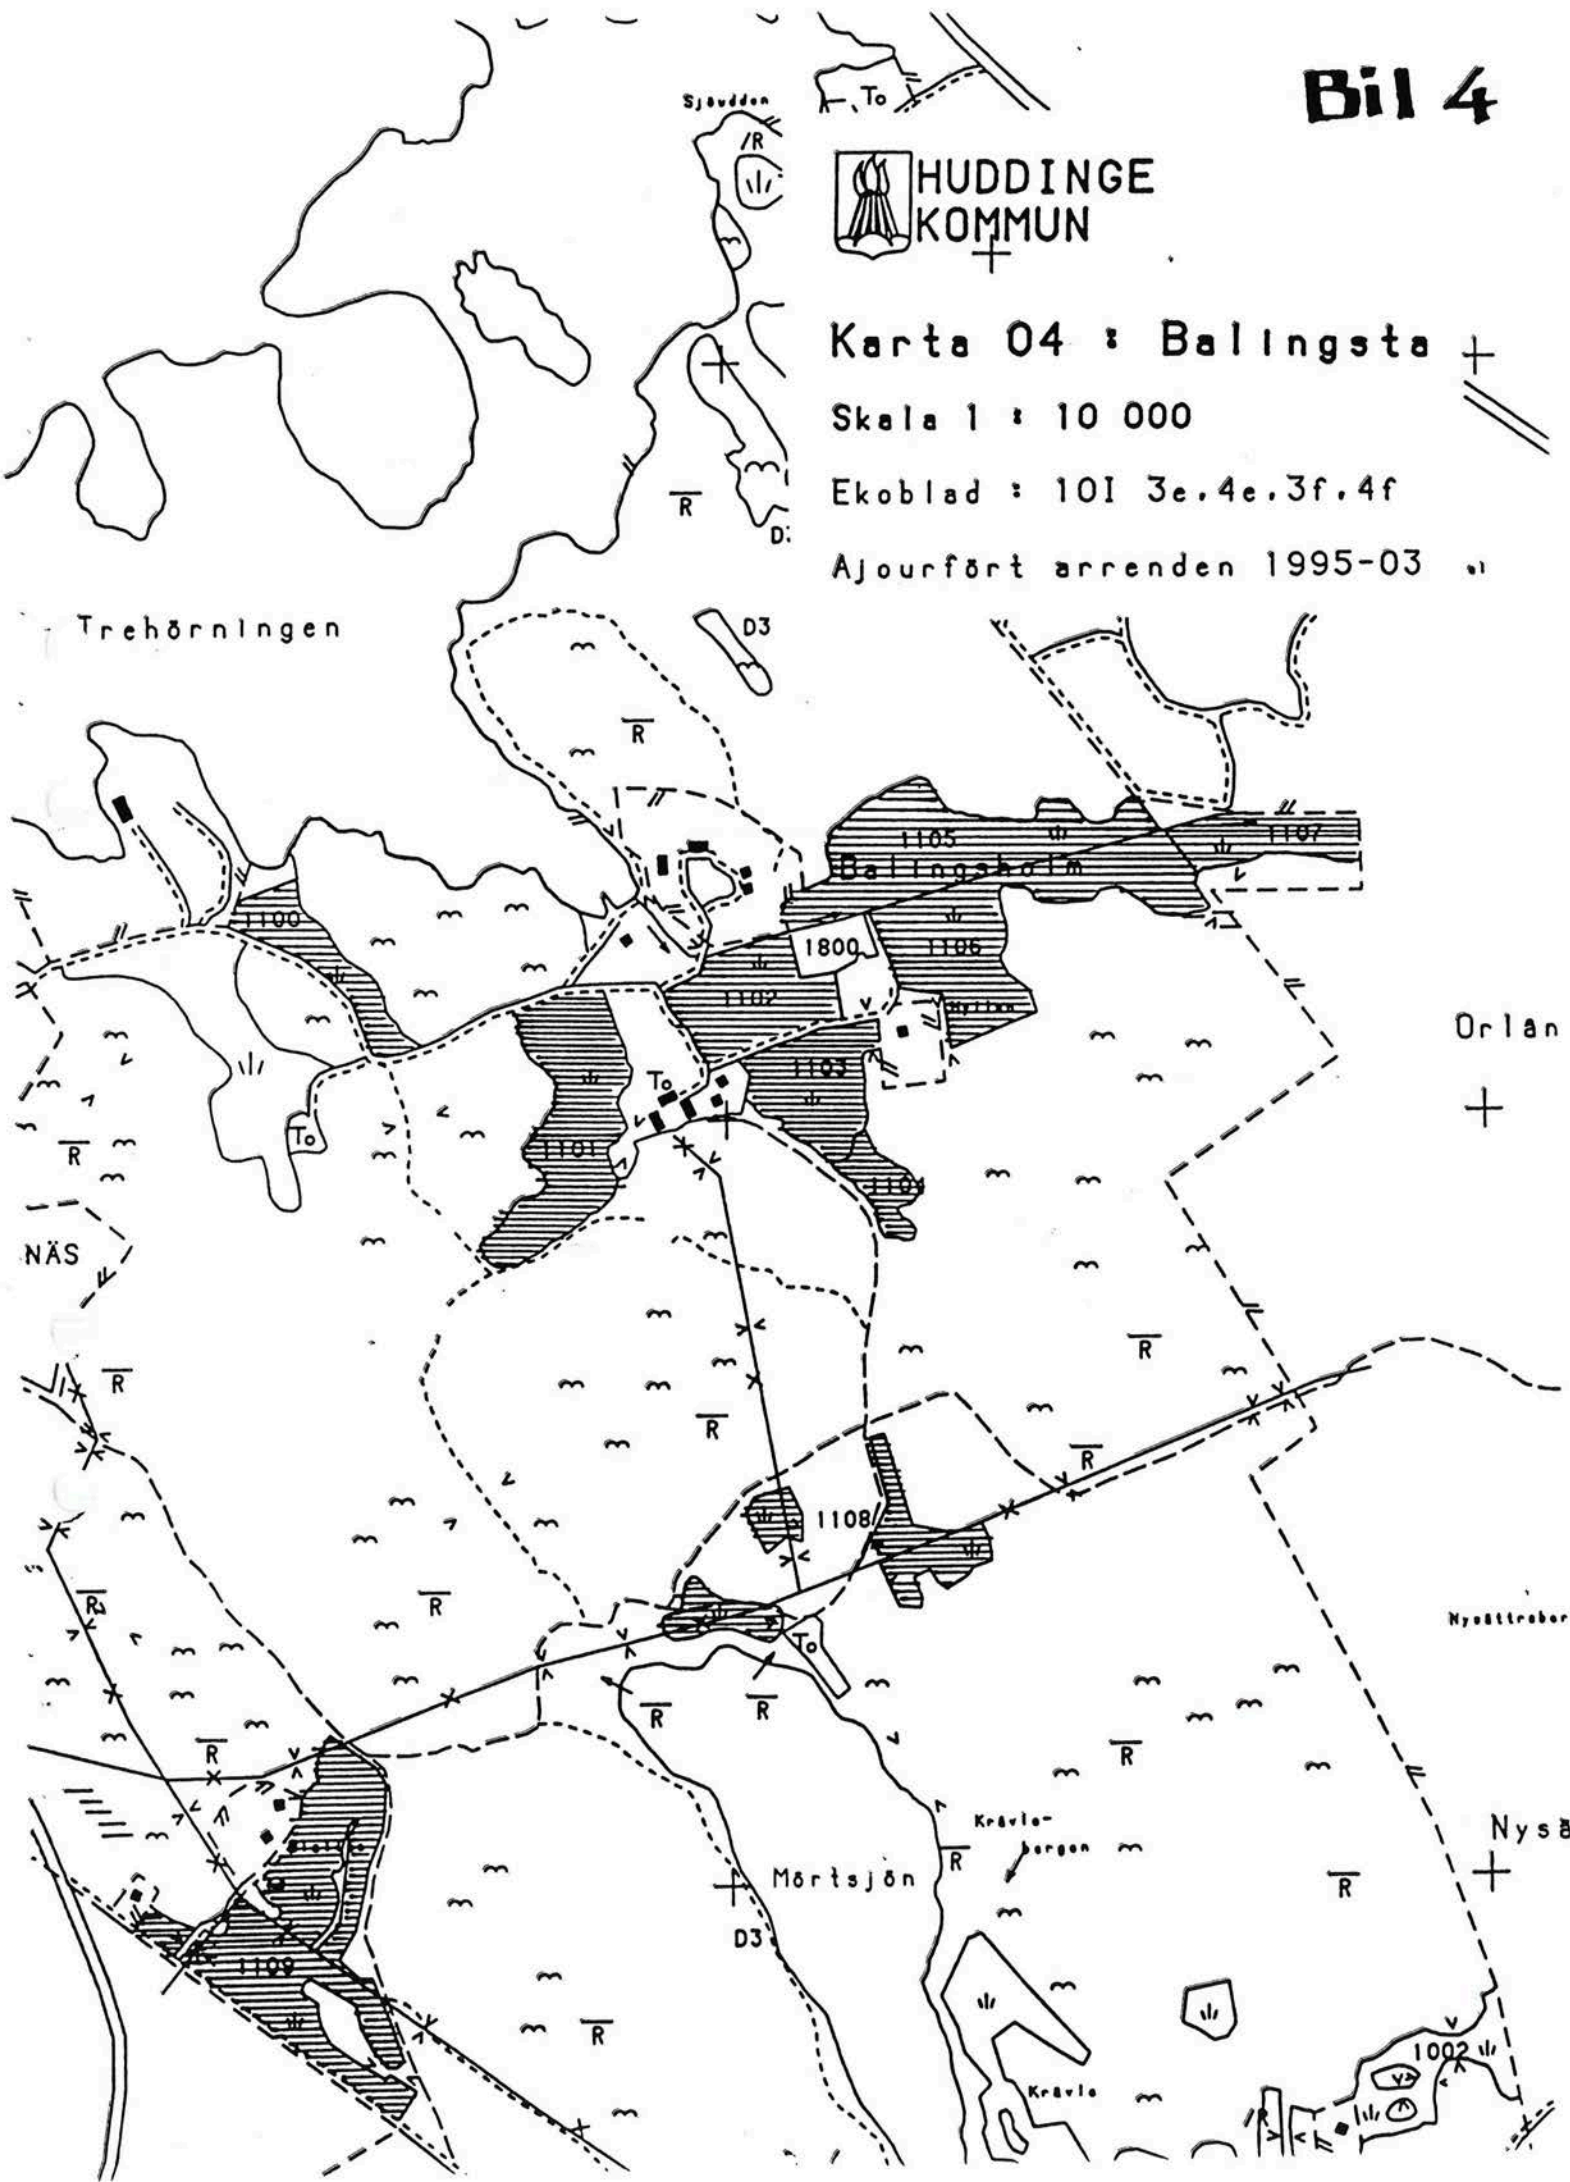 Bil 4
Sjöudden
To
/R
HUDDINGE
KOMMUN
Karta 04 : Balingsta
Skala 1 : 10 000
R
Ekoblad : 10I 3e.4e.3f.4f
Ajourfört arrenden 1995-03
Trehörningen
D3
R
1105
1107
Balingsholm
1100
1800
1106
1102
Orlån
1103
To
To
R
1101
1104
NÄS
R
R
R
R
1108
R
R
To
R
R
R
R
Krävle-
bergen
R
Nysä
Mörtsjön
R
D3
1109
R
1002
Krävle